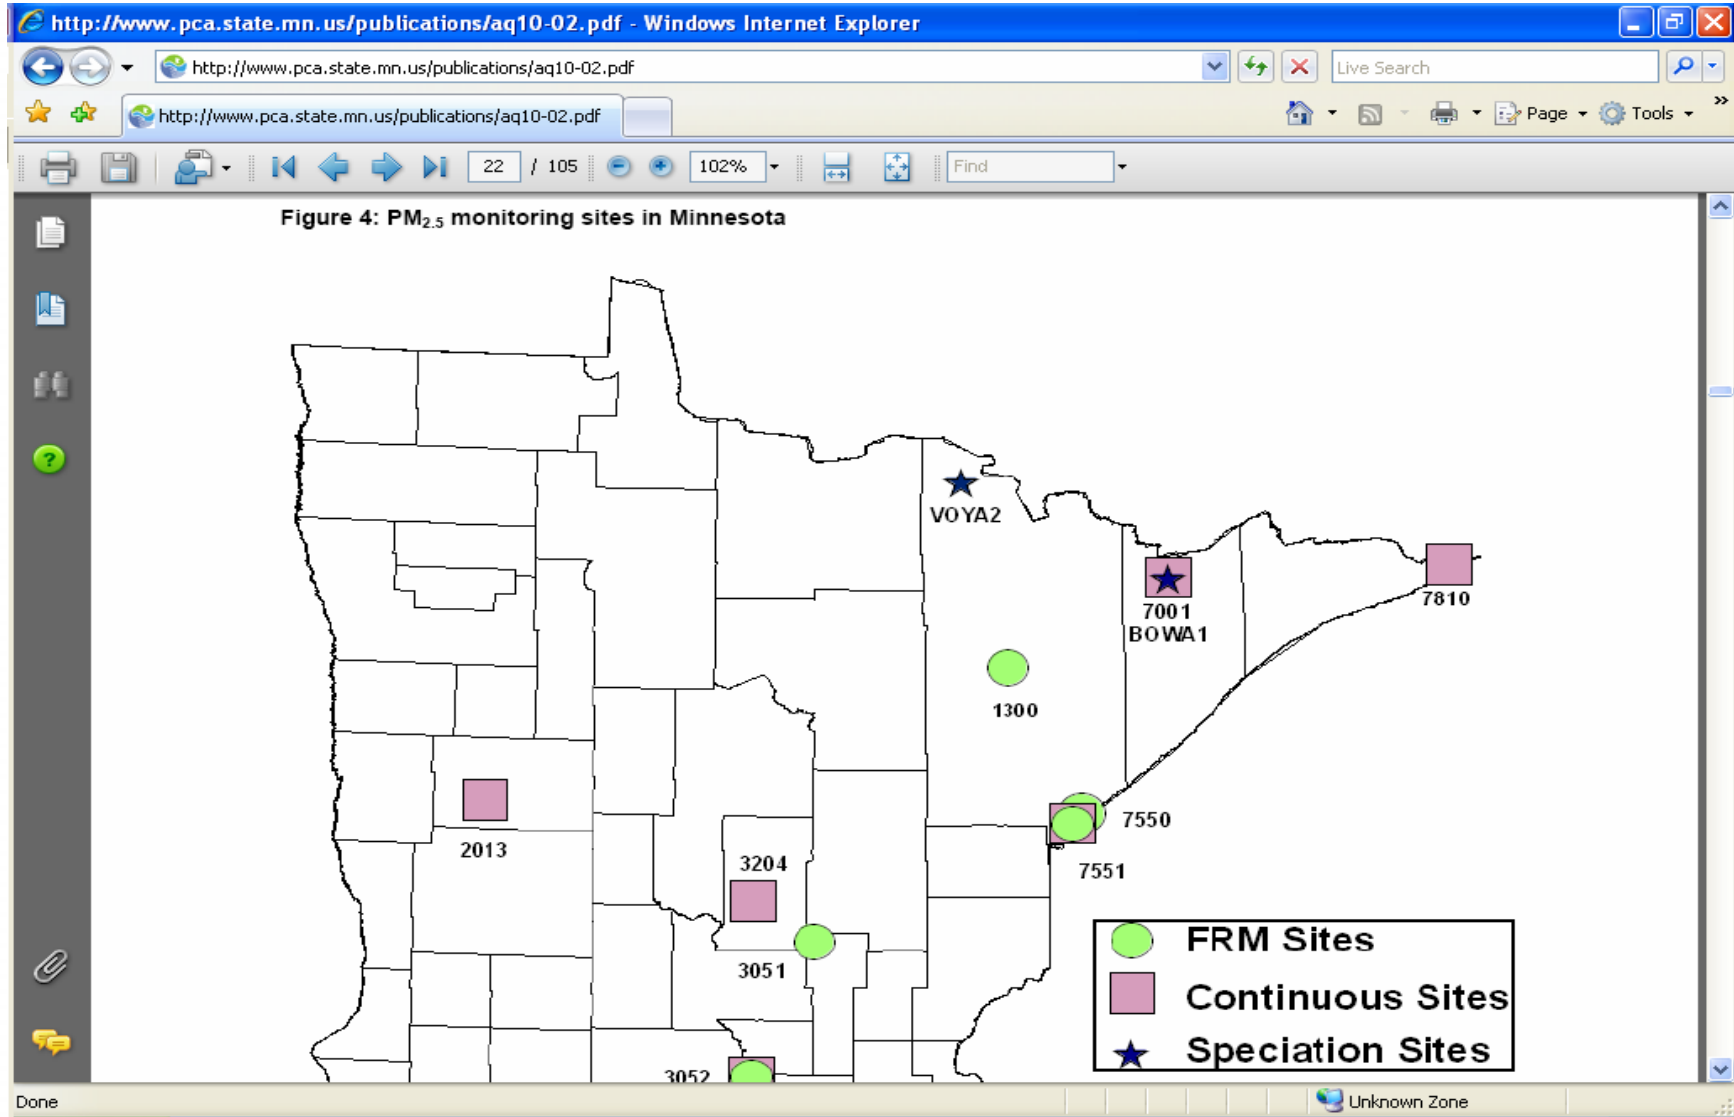 http://www.pca.state.mn.us/publications/aq10-02.pdf - Windows Internet Explorer
http://www.pca.state.mn.us/publications/aq10-02.pdf
Live Search
http://www.pca.state.mn.us/publications/aq10-02.pdf
Page
Tools
»
22 / 105
102%
Find
Figure 4: PM2.5 monitoring sites in Minnesota
VOYA2
7001
BOWA1
7810
1300
7550
2013
3204
7551
3051
3052
FRM Sites
Continuous Sites
Speciation Sites
Done
Unknown Zone